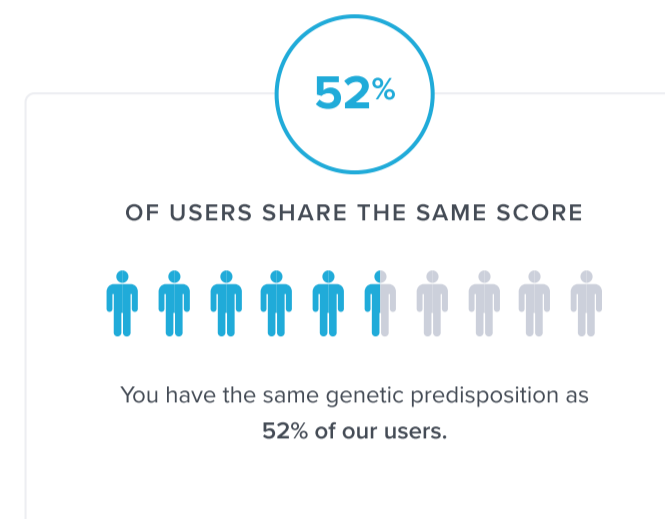 52%
OF USERS SHARE THE SAME SCORE
You have the same genetic predisposition as
52% of our users.